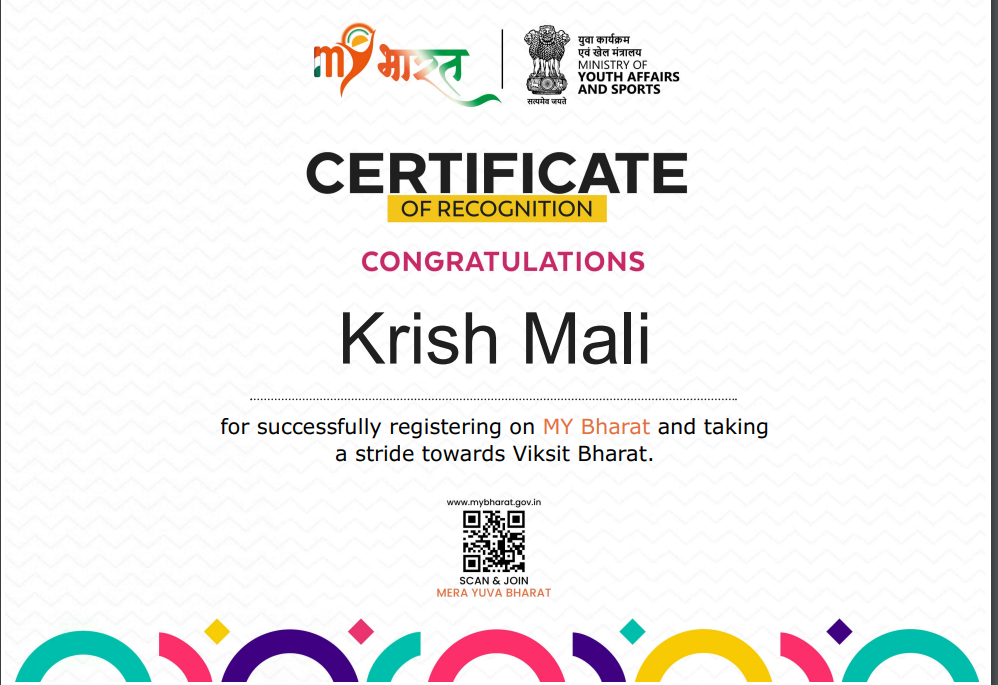 my भारत
युवा कार्यक्रम
एवं खेल मंत्रालय
MINISTRY OF
YOUTH AFFAIRS
AND SPORTS
सत्यमेव जयते
CERTIFICATE
OF RECOGNITION
CONGRATULATIONS
Krish Mali
for successfully registering on MY Bharat and taking
a stride towards Viksit Bharat.
www.mybharat.gov.in
SCAN & JOIN
MERA YUVA BHARAT